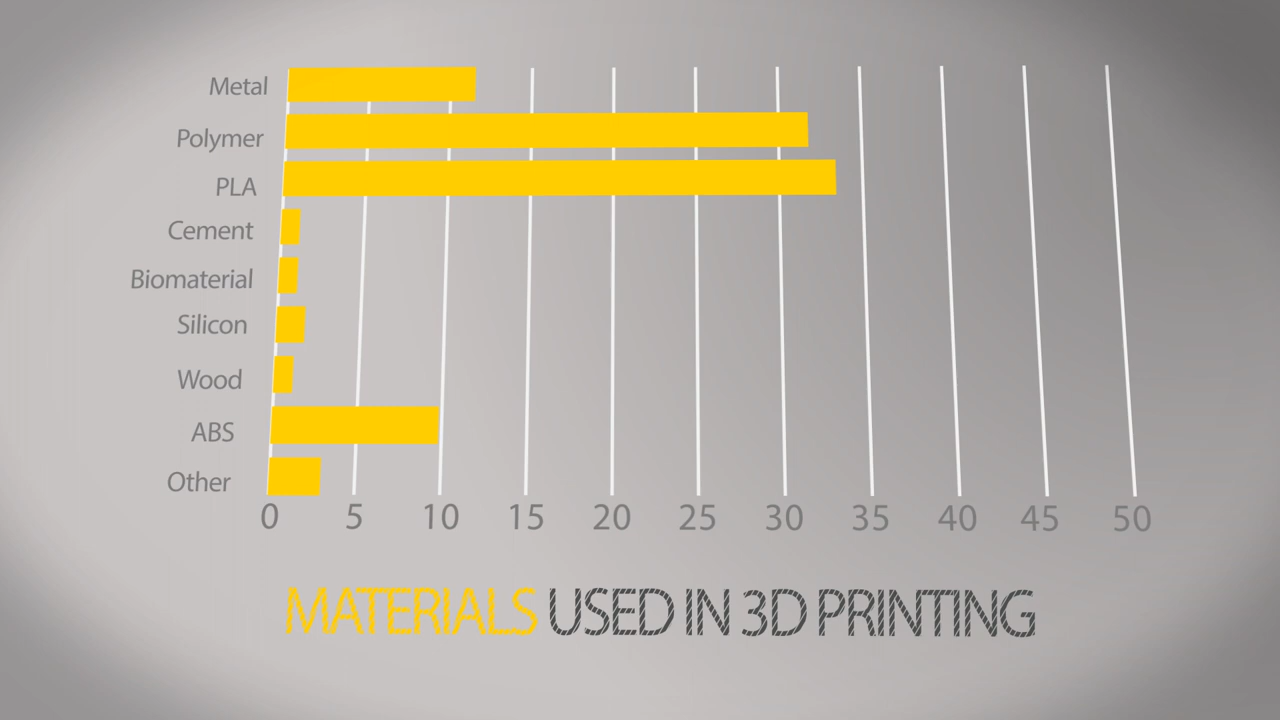 Metal
Polymer
PLA
Cement
Biomaterial
Silicon
Wood
ABS
Other
0 5 10 15 20 25 30 35 40 45 50
MATERIALS USED IN 3D PRINTING